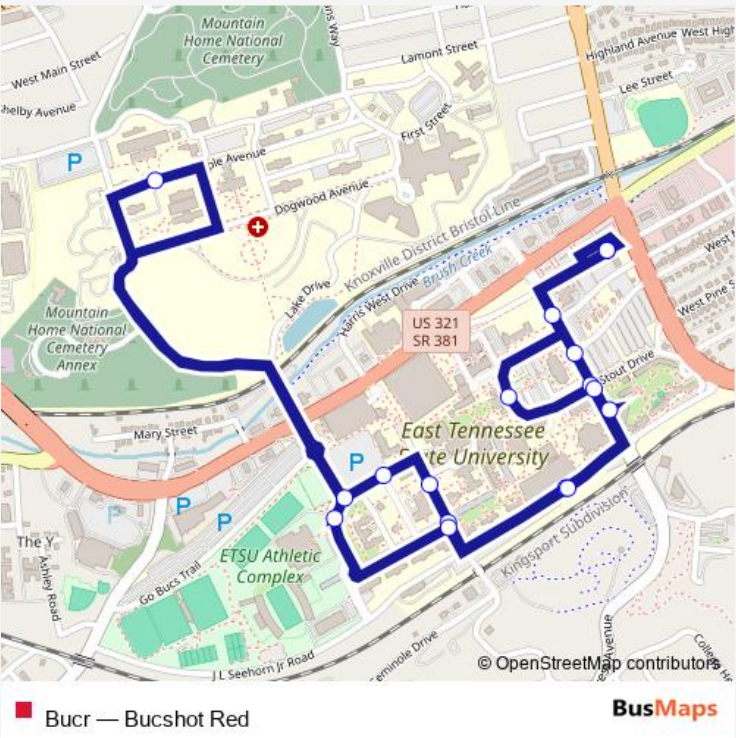 Mountain
Home National
Cemetery
Lamont Street
West Main Street
Shelby Avenue
Highland Avenue
West High
Lee Street
First Street
P
Dogwood Avenue
Knoxville District Bristol Line
Brush Creek
Lake Drive
Harris West Drive
Mountain
Home National
Cemetery
Annex
US 321
SR 381
West Pine S
Stout Drive
Mary Street
East Tennessee
State University
P
P
P
P
The Y
Ashley Road
Go Bucs Trail
ETSU Athletic
Complex
Kingsport Subdivision
J L Seehorn Jr Road
Seminole Drive
Avenue
© OpenStreetMap contributors
Bucr — Bucshot Red
BusMaps